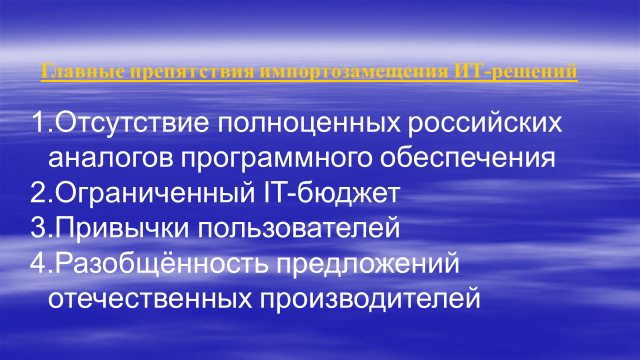 Главные препятствия импортозамещения ИТ-решений
1.Отсутствие полноценных российских
аналогов программного обеспечения
2.Ограниченный IT-бюджет
3.Привычки пользователей
4.Разобщённость предложений
отечественных производителей